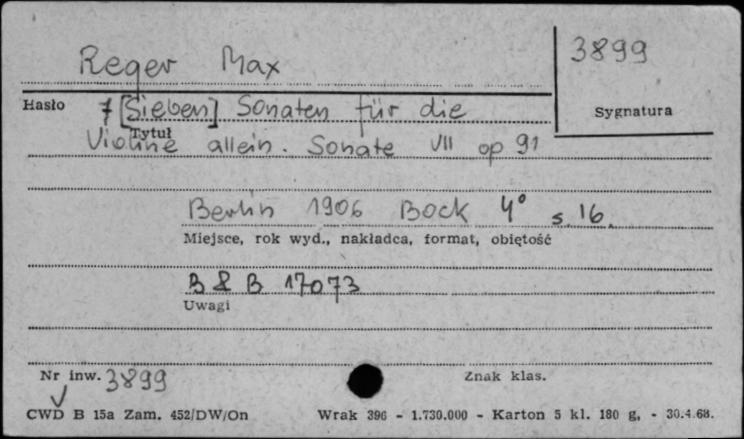 Reger Max
3899
Hasło
7 [Sieben] Sonaten für die
Sygnatura
Tytuł
Violine allein. Sonate VII op 91
Berlin 1906 Bock 4° s. 16.
Miejsce, rok wyd., nakładca, format, objętość
B & B 17073
Uwagi
Nr inw. 3899
Znak klas.
CWD B 15a Zam. 452/DW/On Wrak 396 - 1.730.000 - Karton 5 kl. 180 g. - 30.4.68.